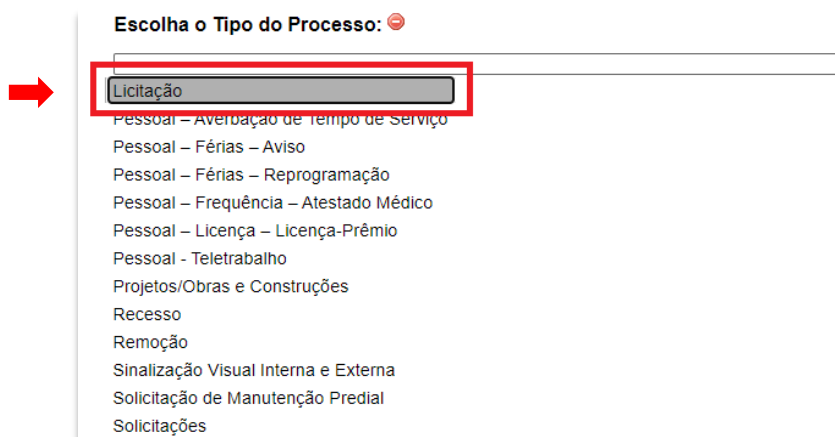 Escolha o Tipo do Processo:
Licitação
Pessoal – Averbação de Tempo de Serviço
Pessoal – Férias – Aviso
Pessoal – Férias – Reprogramação
Pessoal – Frequência – Atestado Médico
Pessoal – Licença – Licença-Prêmio
Pessoal - Teletrabalho
Projetos/Obras e Construções
Recesso
Remoção
Sinalização Visual Interna e Externa
Solicitação de Manutenção Predial
Solicitações